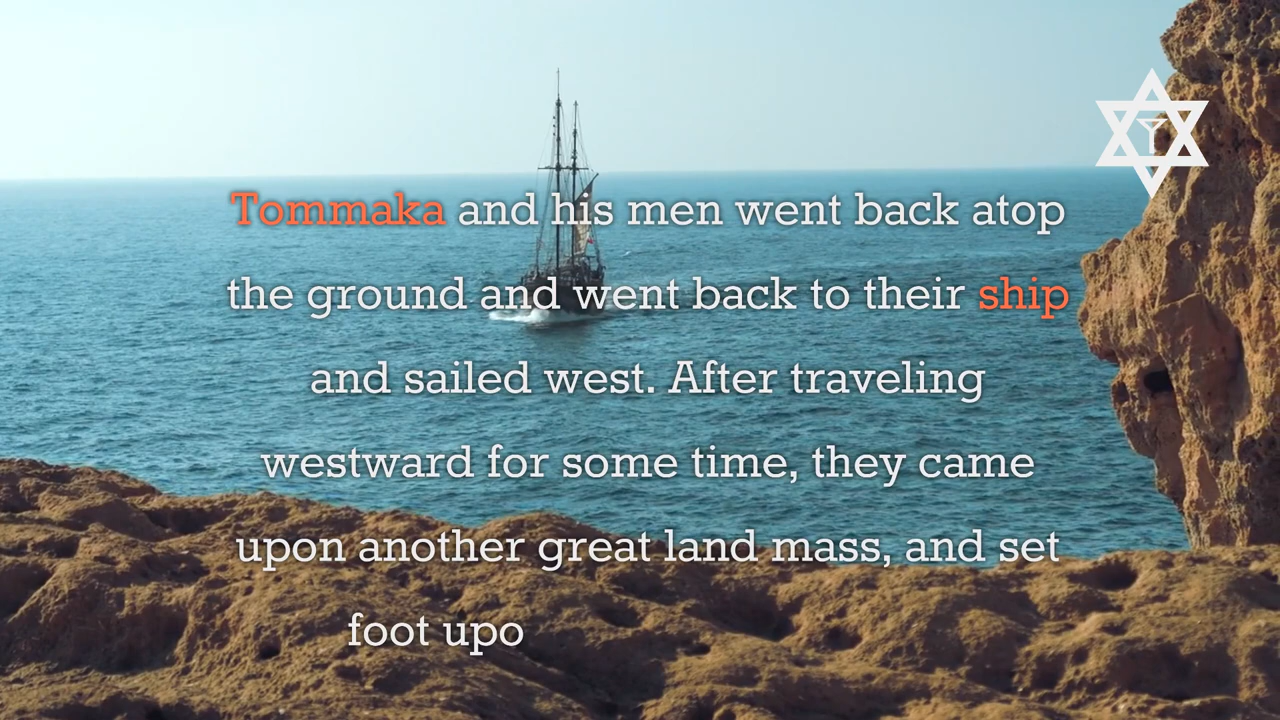 Tommaka and his men went back atop
the ground and went back to their ship
and sailed west. After traveling
westward for some time, they came
upon another great land mass, and set
foot upo